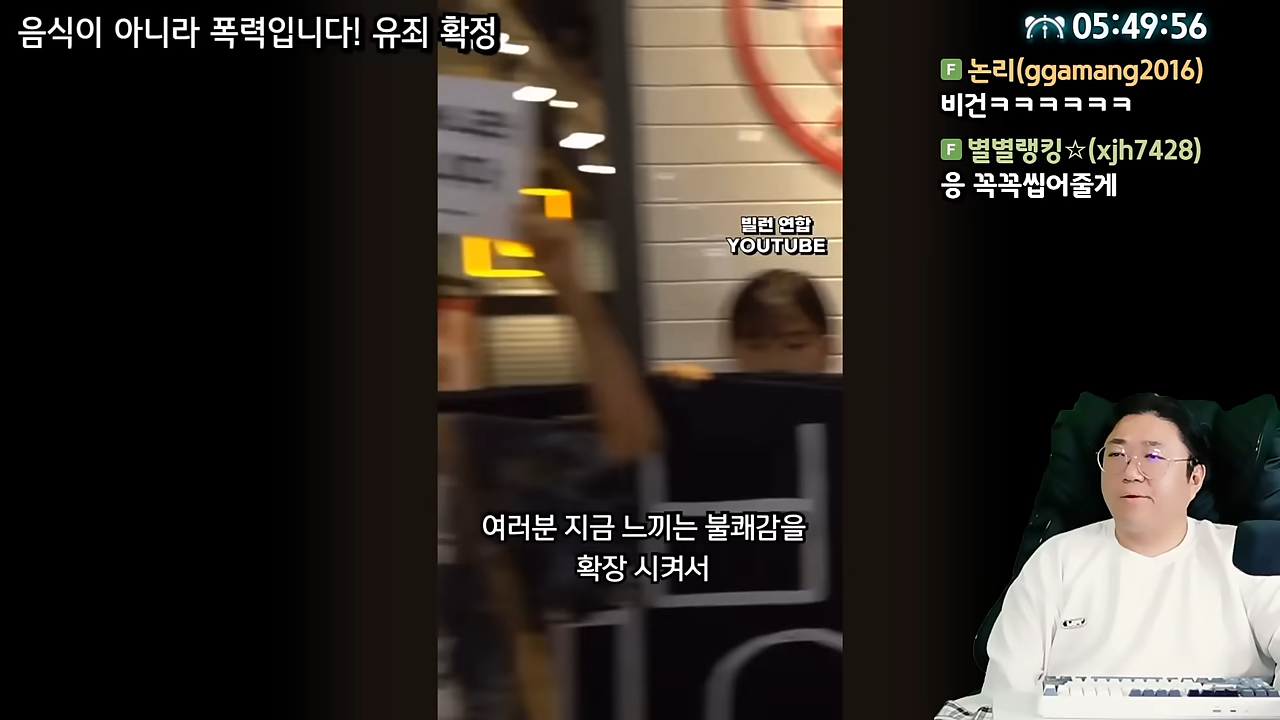 음식이 아니라 폭력입니다! 유죄 확정
05:49:56
F 논리(ggamang2016)
비건ㅋㅋㅋㅋㅋㅋ
F 별별랭킹☆(xjh7428)
응 꼭꼭씹어줄게
빌런 연합
YOUTUBE
여러분 지금 느끼는 불쾌감을
확장 시켜서